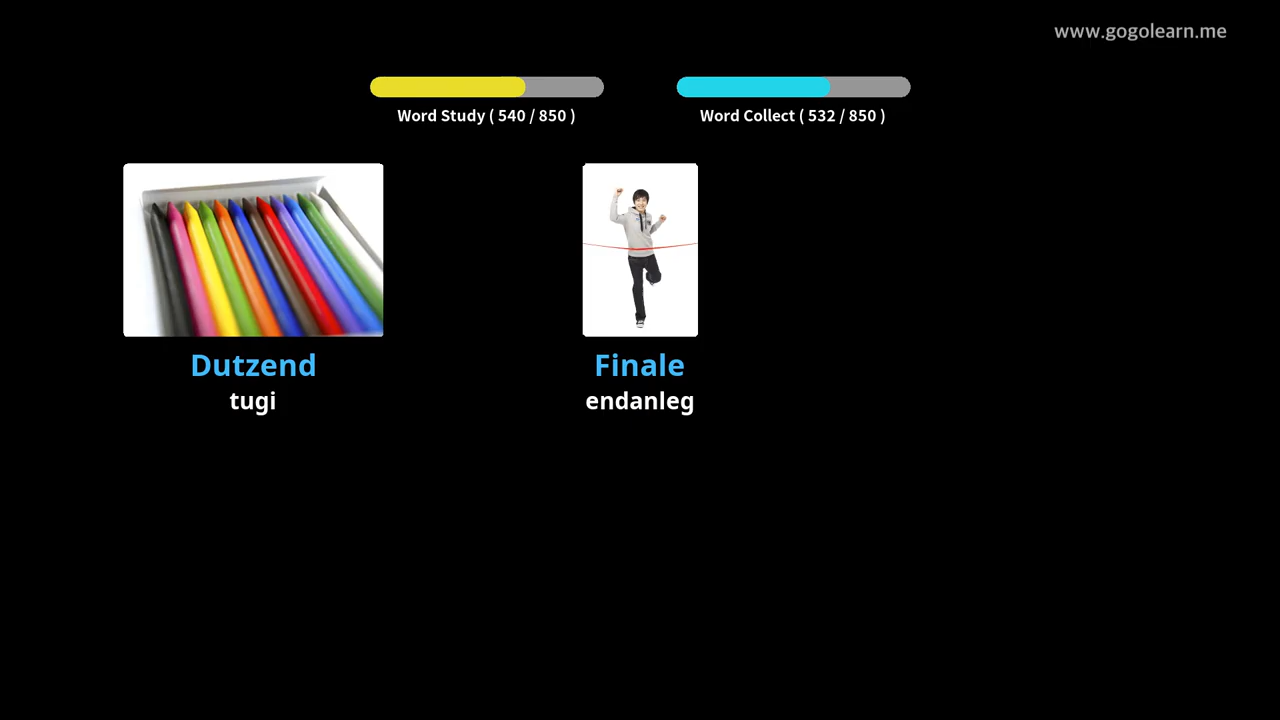 www.gogolearn.me
Word Study ( 540 / 850 )
Word Collect ( 532 / 850 )
Dutzend
tugi
Finale
endanleg